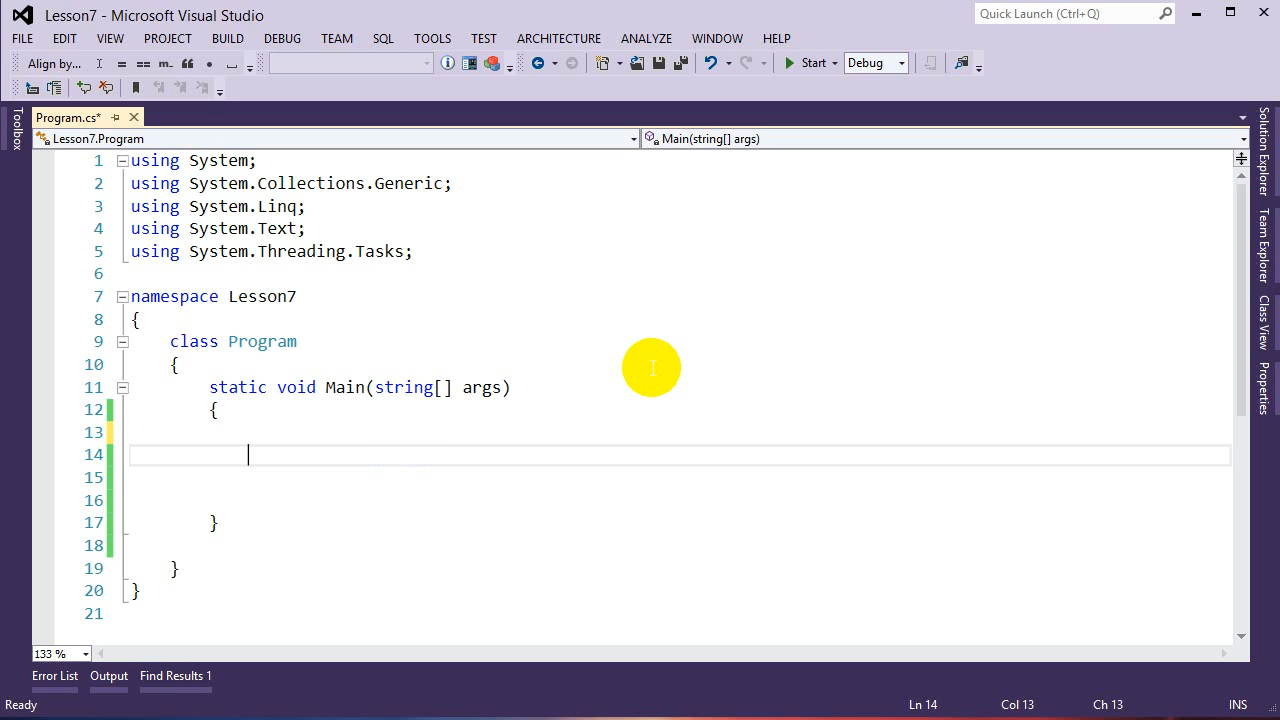 Lesson7 - Microsoft Visual Studio
Quick Launch (Ctrl+Q)
FILE EDIT VIEW PROJECT BUILD DEBUG TEAM SQL TOOLS TEST ARCHITECTURE ANALYZE WINDOW HELP
Align by... = == m.. Start Debug
Toolbox
Program.cs*
Lesson7.Program
Main(string[] args)
1 using System;
2 using System.Collections.Generic;
3 using System.Linq;
4 using System.Text;
5 using System.Threading.Tasks;
6
7 namespace Lesson7
8 {
9 class Program
10 {
11 static void Main(string[] args)
12 {
13
14
15
16
17 }
18
19 }
20 }
21
Solution Explorer
Team Explorer
Class View
Properties
133 %
Error List Output Find Results 1
Ready Ln 14 Col 13 Ch 13 INS